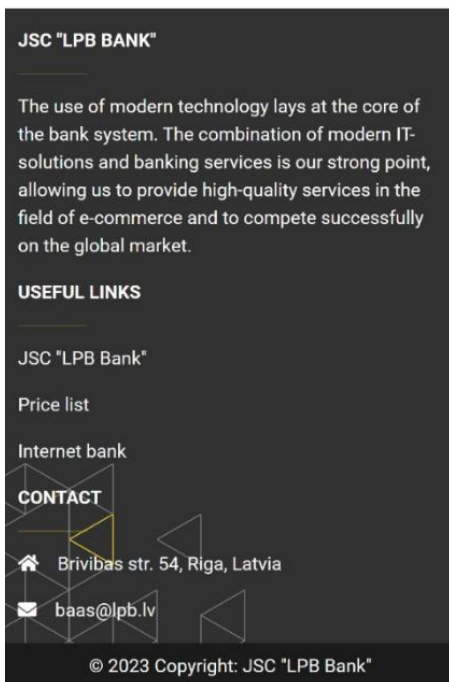 JSC "LPB BANK"
The use of modern technology lays at the core of
the bank system. The combination of modern IT-
solutions and banking services is our strong point,
allowing us to provide high-quality services in the
field of e-commerce and to compete successfully
on the global market.
USEFUL LINKS
JSC "LPB Bank"
Price list
Internet bank
CONTACT
Brivibas str. 54, Riga, Latvia
baas@lpb.lv
© 2023 Copyright: JSC "LPB Bank"